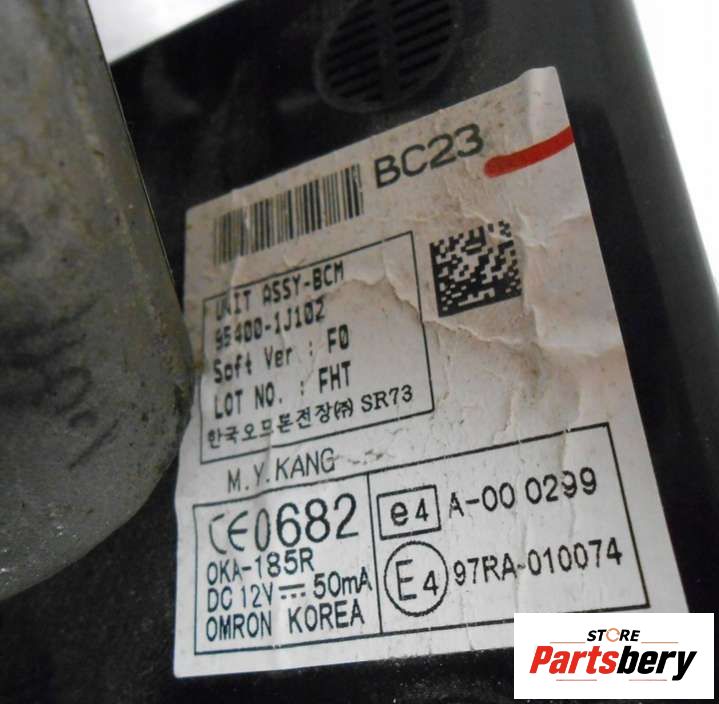 BC23
UNIT ASSY-BCM
95400-1J102
Soft Ver : F0
LOT NO. : FHT
한국오므론전장㈜ SR73
M.Y.KANG
CE0682
OKA-185R
DC 12V ⎓ 50mA
OMRON KOREA
e4 A-00 0299
E4 97RA-010074
STORE
Partsbery